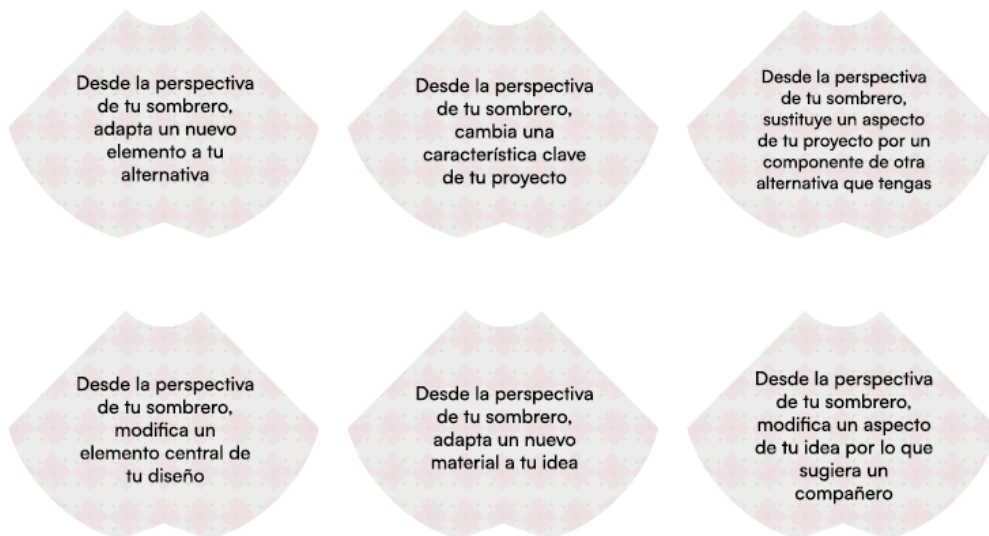 Desde la perspectiva
de tu sombrero,
adapta un nuevo
elemento a tu
alternativa
Desde la perspectiva
de tu sombrero,
cambia una
característica clave
de tu proyecto
Desde la perspectiva
de tu sombrero,
sustituye un aspecto
de tu proyecto por un
componente de otra
alternativa que tengas
Desde la perspectiva
de tu sombrero,
modifica un
elemento central de
tu diseño
Desde la perspectiva
de tu sombrero,
adapta un nuevo
material a tu idea
Desde la perspectiva
de tu sombrero,
modifica un aspecto
de tu idea por lo que
sugiera un
compañero